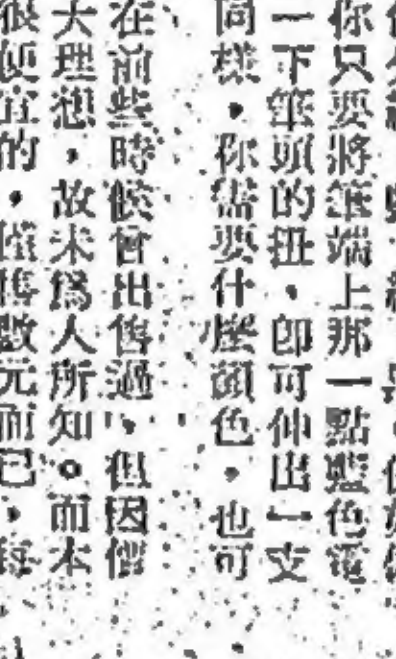 你只要將筆端上那一點藍色電
一下筆頭的扭,卽可伸出一支
同樣,你需要什麼顏色,也可
在前些時候曾出售過,但因價
大理想,故未爲人所知。而本
很便宜的,僅售數元而已,每